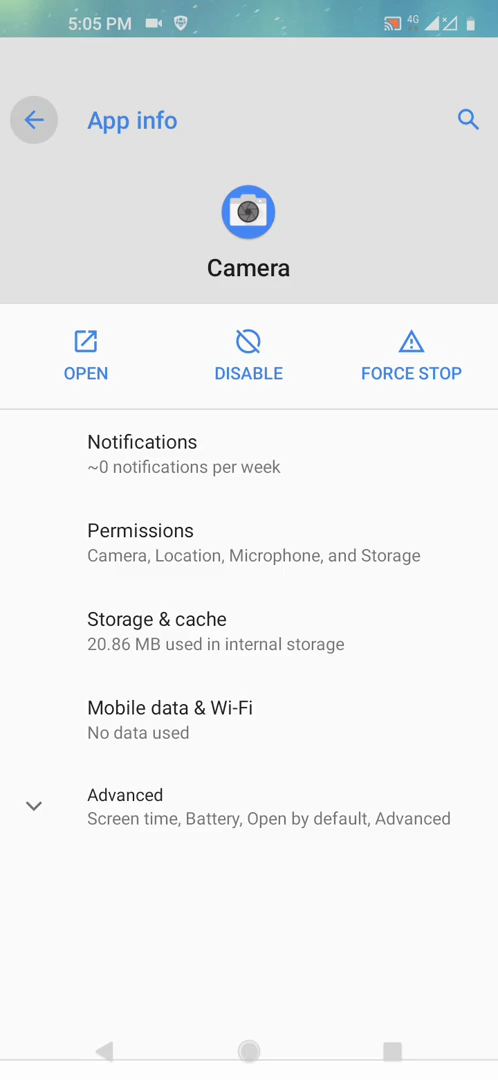 5:05 PM
4G
App info
Camera
OPEN
DISABLE
FORCE STOP
Notifications
~0 notifications per week
Permissions
Camera, Location, Microphone, and Storage
Storage & cache
20.86 MB used in internal storage
Mobile data & Wi-Fi
No data used
Advanced
Screen time, Battery, Open by default, Advanced